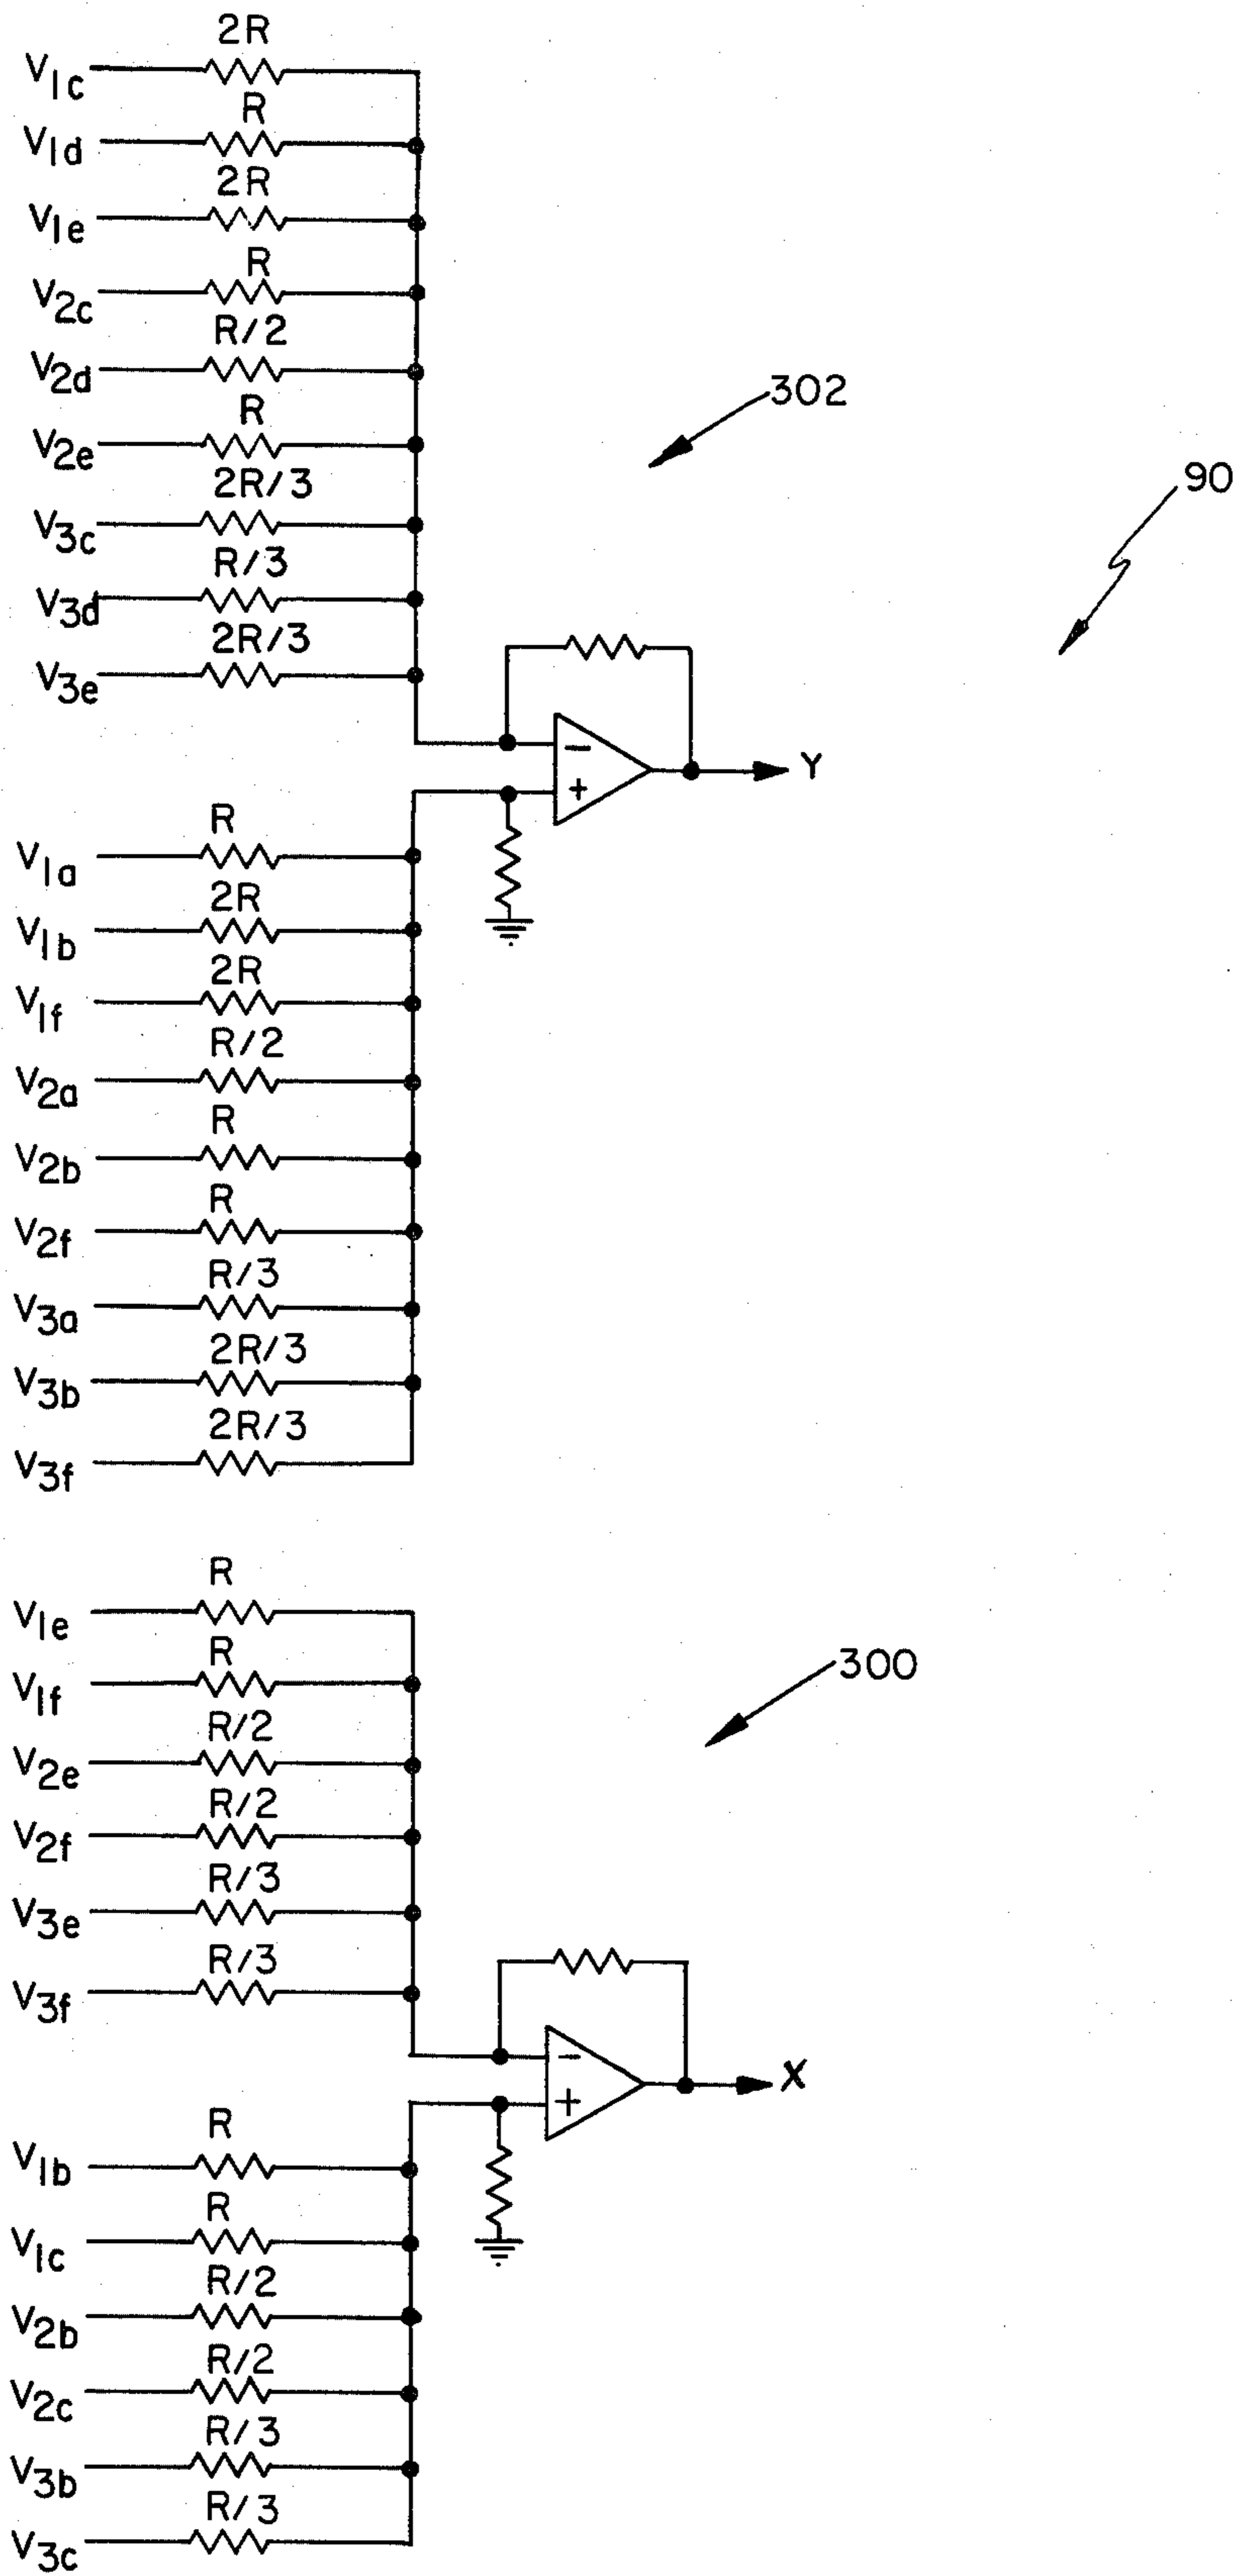 2R
V1c
R
V1d
2R
V1e
R
V2c
R/2
V2d
R
V2e
2R/3
V3c
R/3
V3d
2R/3
V3e
302
90
−
+
Y
R
V1a
2R
V1b
2R
V1f
R/2
V2a
R
V2b
R
V2f
R/3
V3a
2R/3
V3b
2R/3
V3f
R
V1e
R
V1f
R/2
V2e
R/2
V2f
R/3
V3e
R/3
V3f
300
−
+
X
R
V1b
R
V1c
R/2
V2b
R/2
V2c
R/3
V3b
R/3
V3c